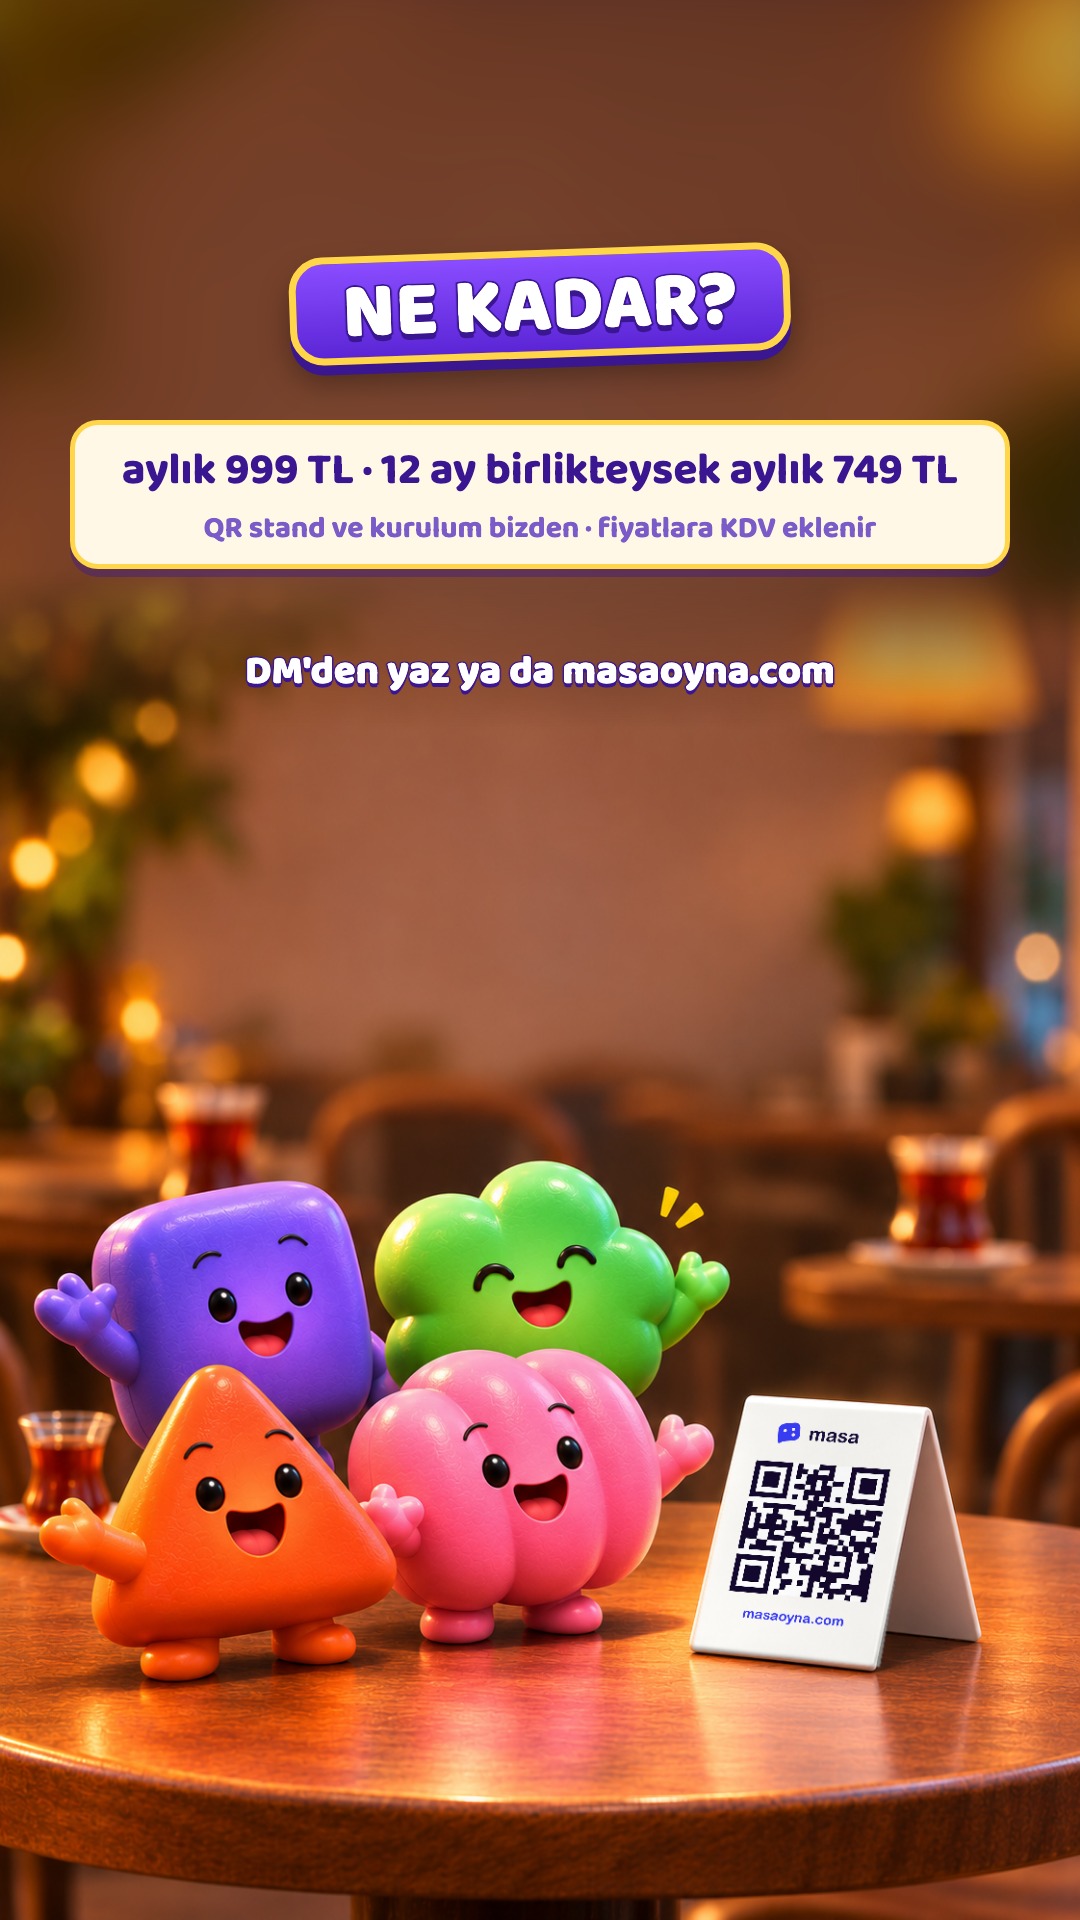 NE KADAR?
aylık 999 TL · 12 ay birlikteysek aylık 749 TL
QR stand ve kurulum bizden · fiyatlara KDV eklenir
DM'den yaz ya da masaoyna.com
masa
masaoyna.com